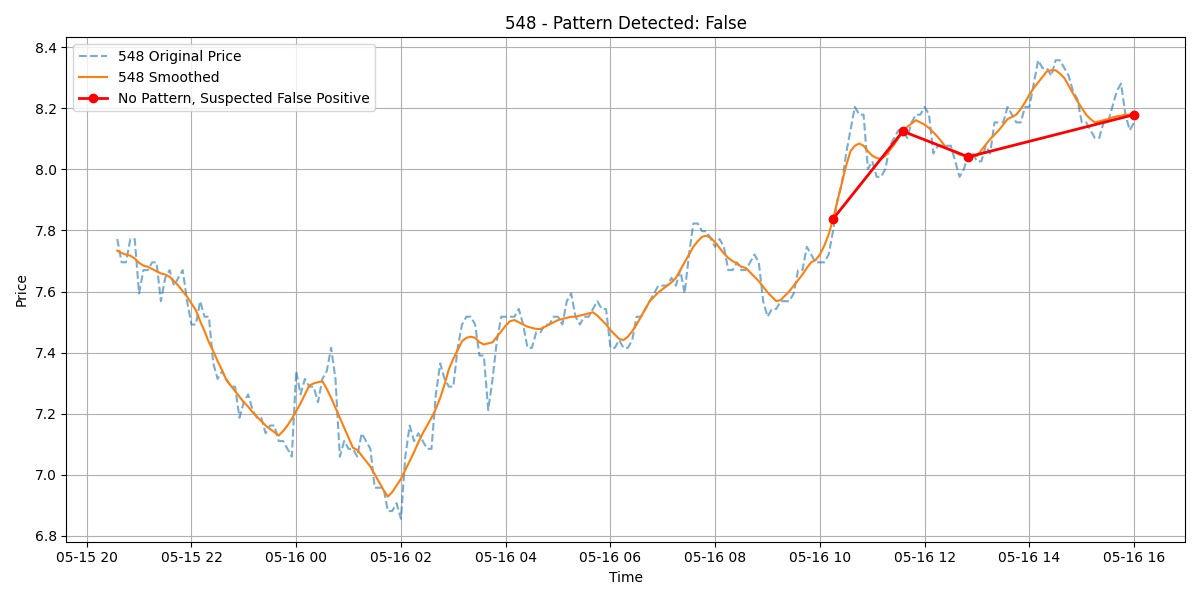 548 - Pattern Detected: False
548 Original Price
548 Smoothed
No Pattern, Suspected False Positive
Price
8.4
8.2
8.0
7.8
7.6
7.4
7.2
7.0
6.8
05-15 20 05-15 22 05-16 00 05-16 02 05-16 04 05-16 06 05-16 08 05-16 10 05-16 12 05-16 14 05-16 16
Time